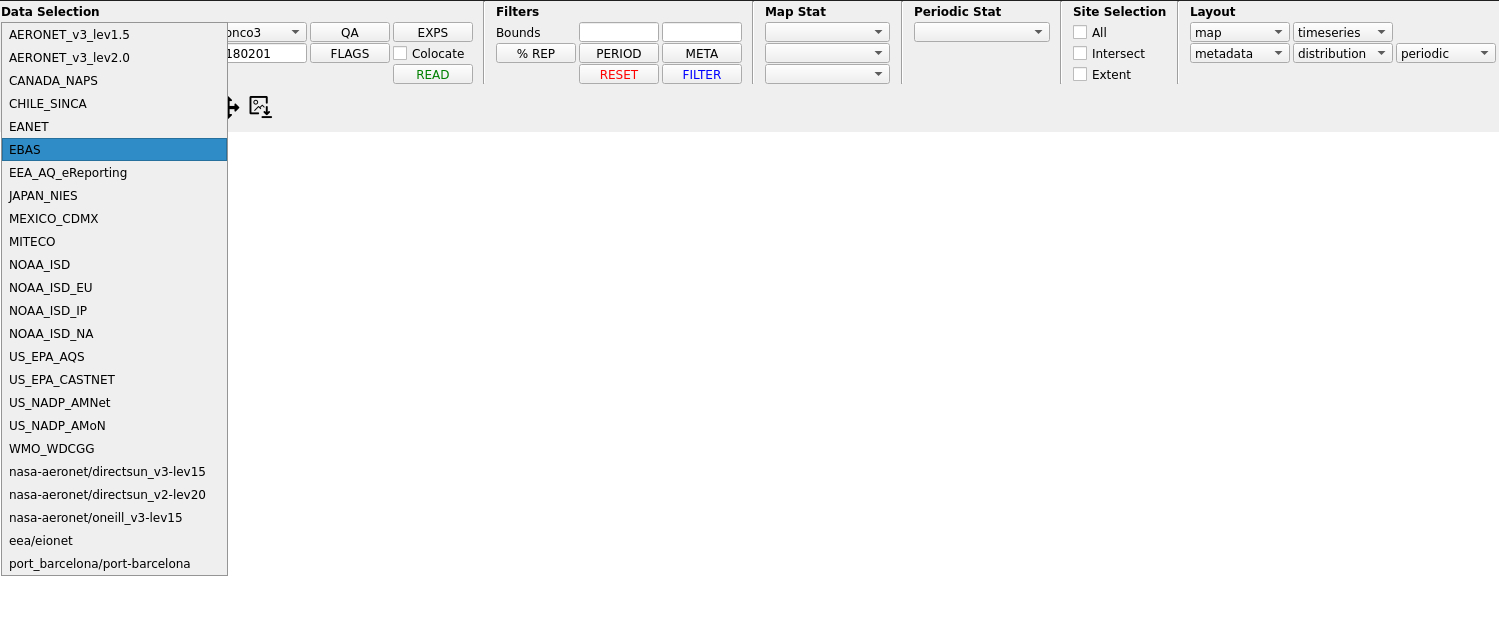 Data Selection
Filters
Map Stat
Periodic Stat
Site Selection
Layout
QA
EXPS
Bounds
All
map
timeseries
FLAGS
Colocate
% REP
PERIOD
META
Intersect
metadata
distribution
periodic
READ
RESET
FILTER
Extent
AERONET_v3_lev1.5
AERONET_v3_lev2.0
CANADA_NAPS
CHILE_SINCA
EANET
EBAS
EEA_AQ_eReporting
JAPAN_NIES
MEXICO_CDMX
MITECO
NOAA_ISD
NOAA_ISD_EU
NOAA_ISD_IP
NOAA_ISD_NA
US_EPA_AQS
US_EPA_CASTNET
US_NADP_AMNet
US_NADP_AMoN
WMO_WDCGG
nasa-aeronet/directsun_v3-lev15
nasa-aeronet/directsun_v2-lev20
nasa-aeronet/oneill_v3-lev15
eea/eionet
port_barcelona/port-barcelona